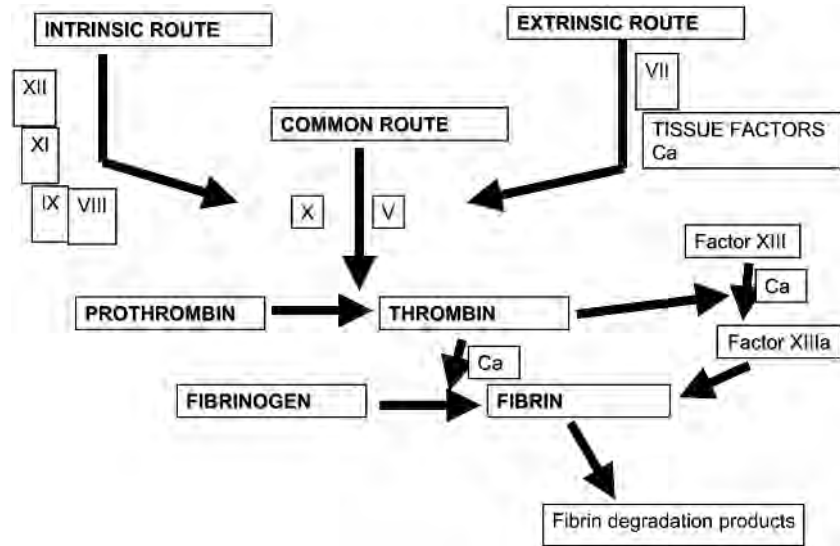 INTRINSIC ROUTE
EXTRINSIC ROUTE
XII
VII
COMMON ROUTE
TISSUE FACTORS
Ca
XI
IX
VIII
X
V
Factor XIII
Ca
PROTHROMBIN
THROMBIN
Factor XIIIa
Ca
FIBRINOGEN
FIBRIN
Fibrin degradation products